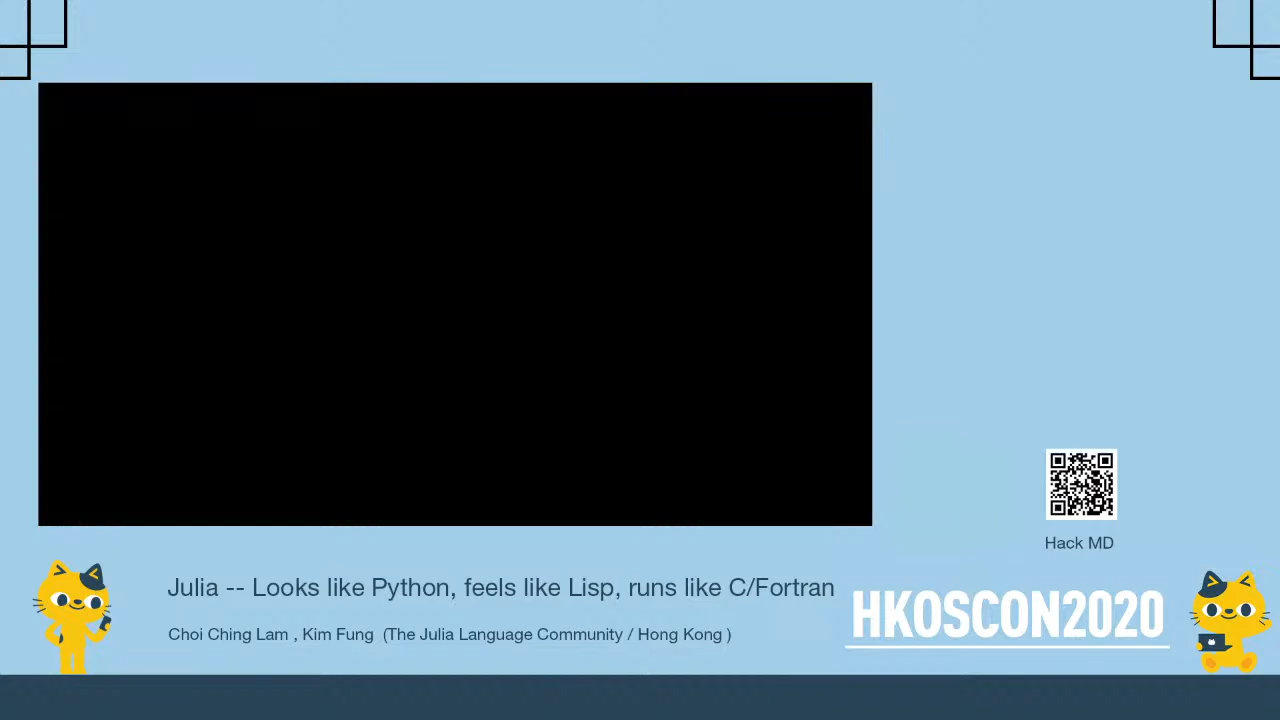 Hack MD
Julia -- Looks like Python, feels like Lisp, runs like C/Fortran
Choi Ching Lam , Kim Fung (The Julia Language Community / Hong Kong )
HKOSCON2020